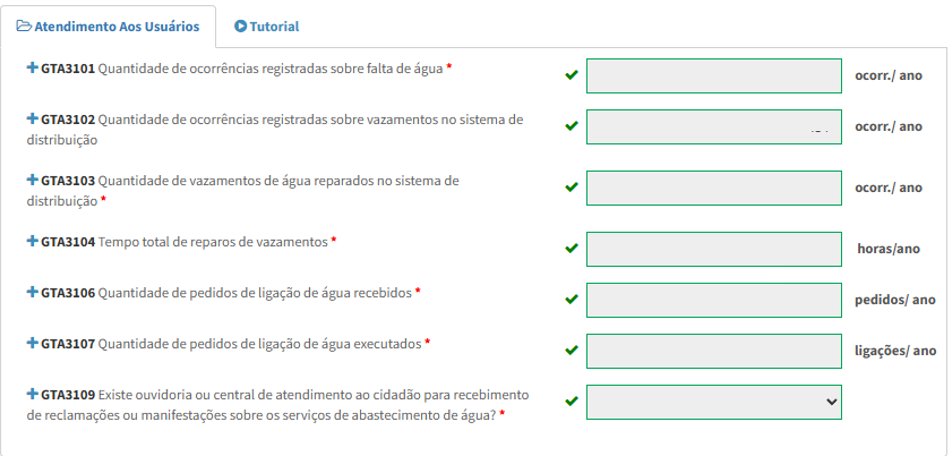 Atendimento Aos Usuários Tutorial
GTA3101 Quantidade de ocorrências registradas sobre falta de água * ocorr./ ano
GTA3102 Quantidade de ocorrências registradas sobre vazamentos no sistema de
distribuição ocorr./ ano
GTA3103 Quantidade de vazamentos de água reparados no sistema de
distribuição * ocorr./ ano
GTA3104 Tempo total de reparos de vazamentos * horas/ano
GTA3106 Quantidade de pedidos de ligação de água recebidos * pedidos/ ano
GTA3107 Quantidade de pedidos de ligação de água executados * ligações/ ano
GTA3109 Existe ouvidoria ou central de atendimento ao cidadão para recebimento
de reclamações ou manifestações sobre os serviços de abastecimento de água? *